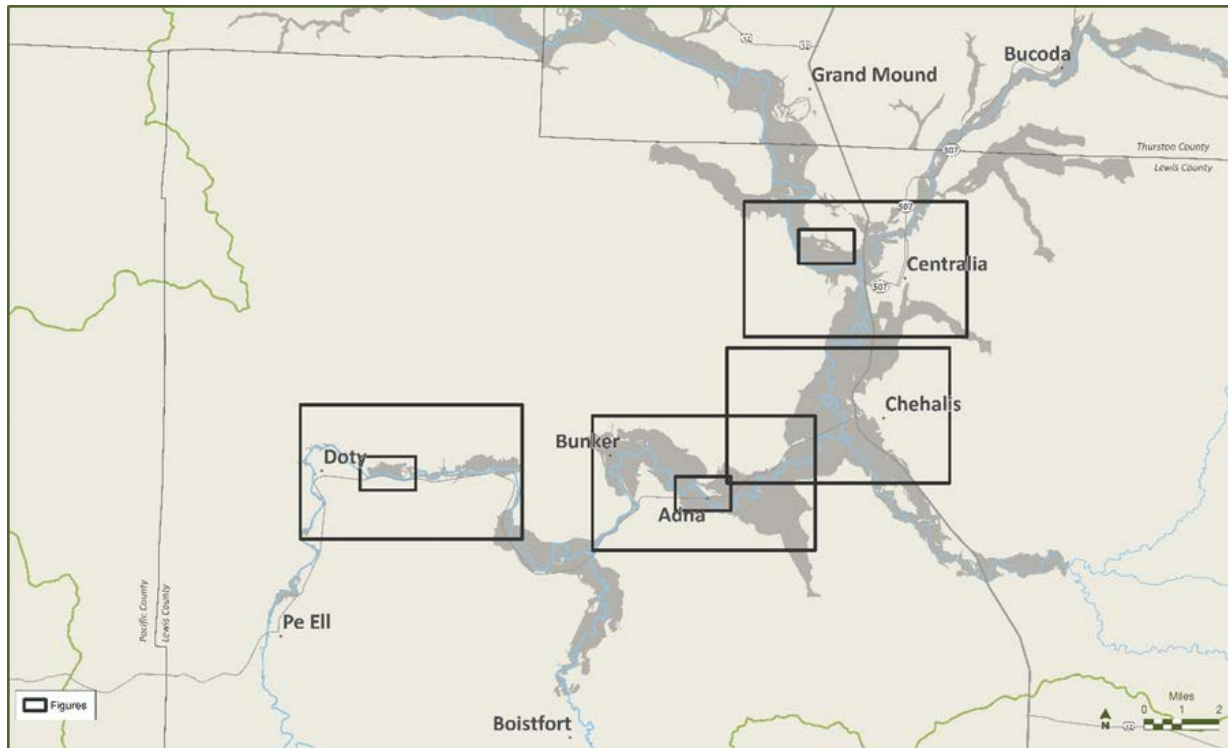 12
12
Grand Mound
Bucoda
507
Thurston County
Lewis County
507
Centralia
507
Chehalis
Bunker
Doty
Adna
Pacific County
Lewis County
Pe Ell
Boistfort
Figures
N
Miles
0 1 2
12